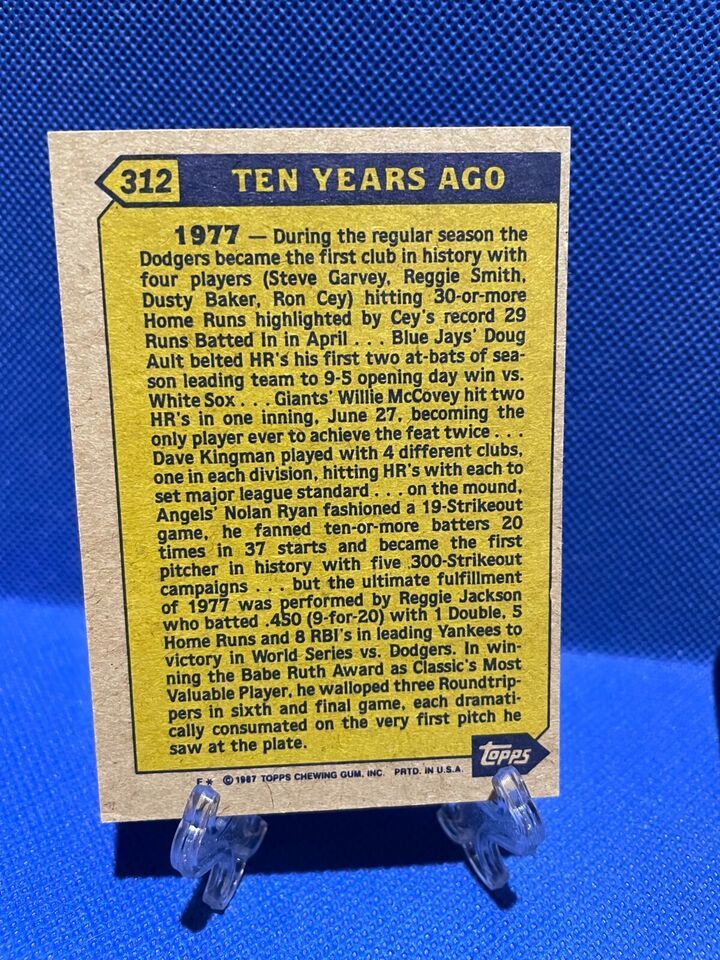 312 TEN YEARS AGO
1977 — During the regular season the
Dodgers became the first club in history with
four players (Steve Garvey, Reggie Smith,
Dusty Baker, Ron Cey) hitting 30-or-more
Home Runs highlighted by Cey's record 29
Runs Batted In in April . . . Blue Jays' Doug
Ault belted HR's his first two at-bats of sea-
son leading team to 9-5 opening day win vs.
White Sox . . . Giants' Willie McCovey hit two
HR's in one inning, June 27, becoming the
only player ever to achieve the feat twice . . .
Dave Kingman played with 4 different clubs,
one in each division, hitting HR's with each to
set major league standard . . . on the mound,
Angels' Nolan Ryan fashioned a 19-Strikeout
game, he fanned ten-or-more batters 20
times in 37 starts and became the first
pitcher in history with five 300-Strikeout
campaigns . . . but the ultimate fulfillment
of 1977 was performed by Reggie Jackson
who batted .450 (9-for-20) with 1 Double, 5
Home Runs and 8 RBI's in leading Yankees to
victory in World Series vs. Dodgers. In win-
ning the Babe Ruth Award as Classic's Most
Valuable Player, he walloped three Roundtrip-
pers in sixth and final game, each dramati-
cally consumated on the very first pitch he
saw at the plate.
topps
F* © 1987 TOPPS CHEWING GUM, INC. PRTD. IN U.S.A.